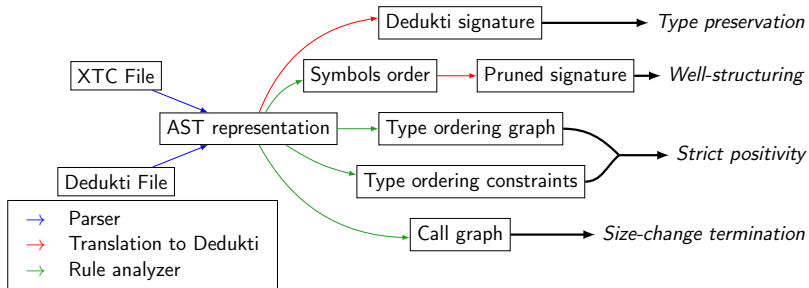 Dedukti signature
Type preservation
XTC File
Symbols order
Pruned signature
Well-structuring
AST representation
Type ordering graph
Strict positivity
Dedukti File
Type ordering constraints
Parser
Translation to Dedukti
Rule analyzer
Call graph
Size-change termination